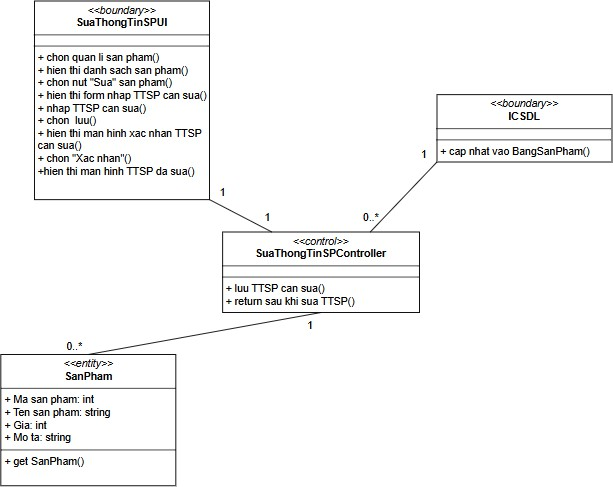 <<boundary>>
SuaThongTinSPUI
+ chon quan li san pham()
+ hien thi danh sach san pham()
+ chon nut "Sua" san pham()
+ hien thi form nhap TTSP can sua()
+ nhap TTSP can sua()
+ chon  luu()
+ hien thi man hinh xac nhan TTSP
can sua()
+ chon "Xac nhan"()
+hien thi man hinh TTSP da sua()
<<boundary>>
ICSDL
+ cap nhat vao BangSanPham()
1
1
1
0..*
<<control>>
SuaThongTinSPController
+ luu TTSP can sua()
+ return sau khi sua TTSP()
1
0..*
<<entity>>
SanPham
+ Ma san pham: int
+ Ten san pham: string
+ Gia: int
+ Mo ta: string
+ get SanPham()